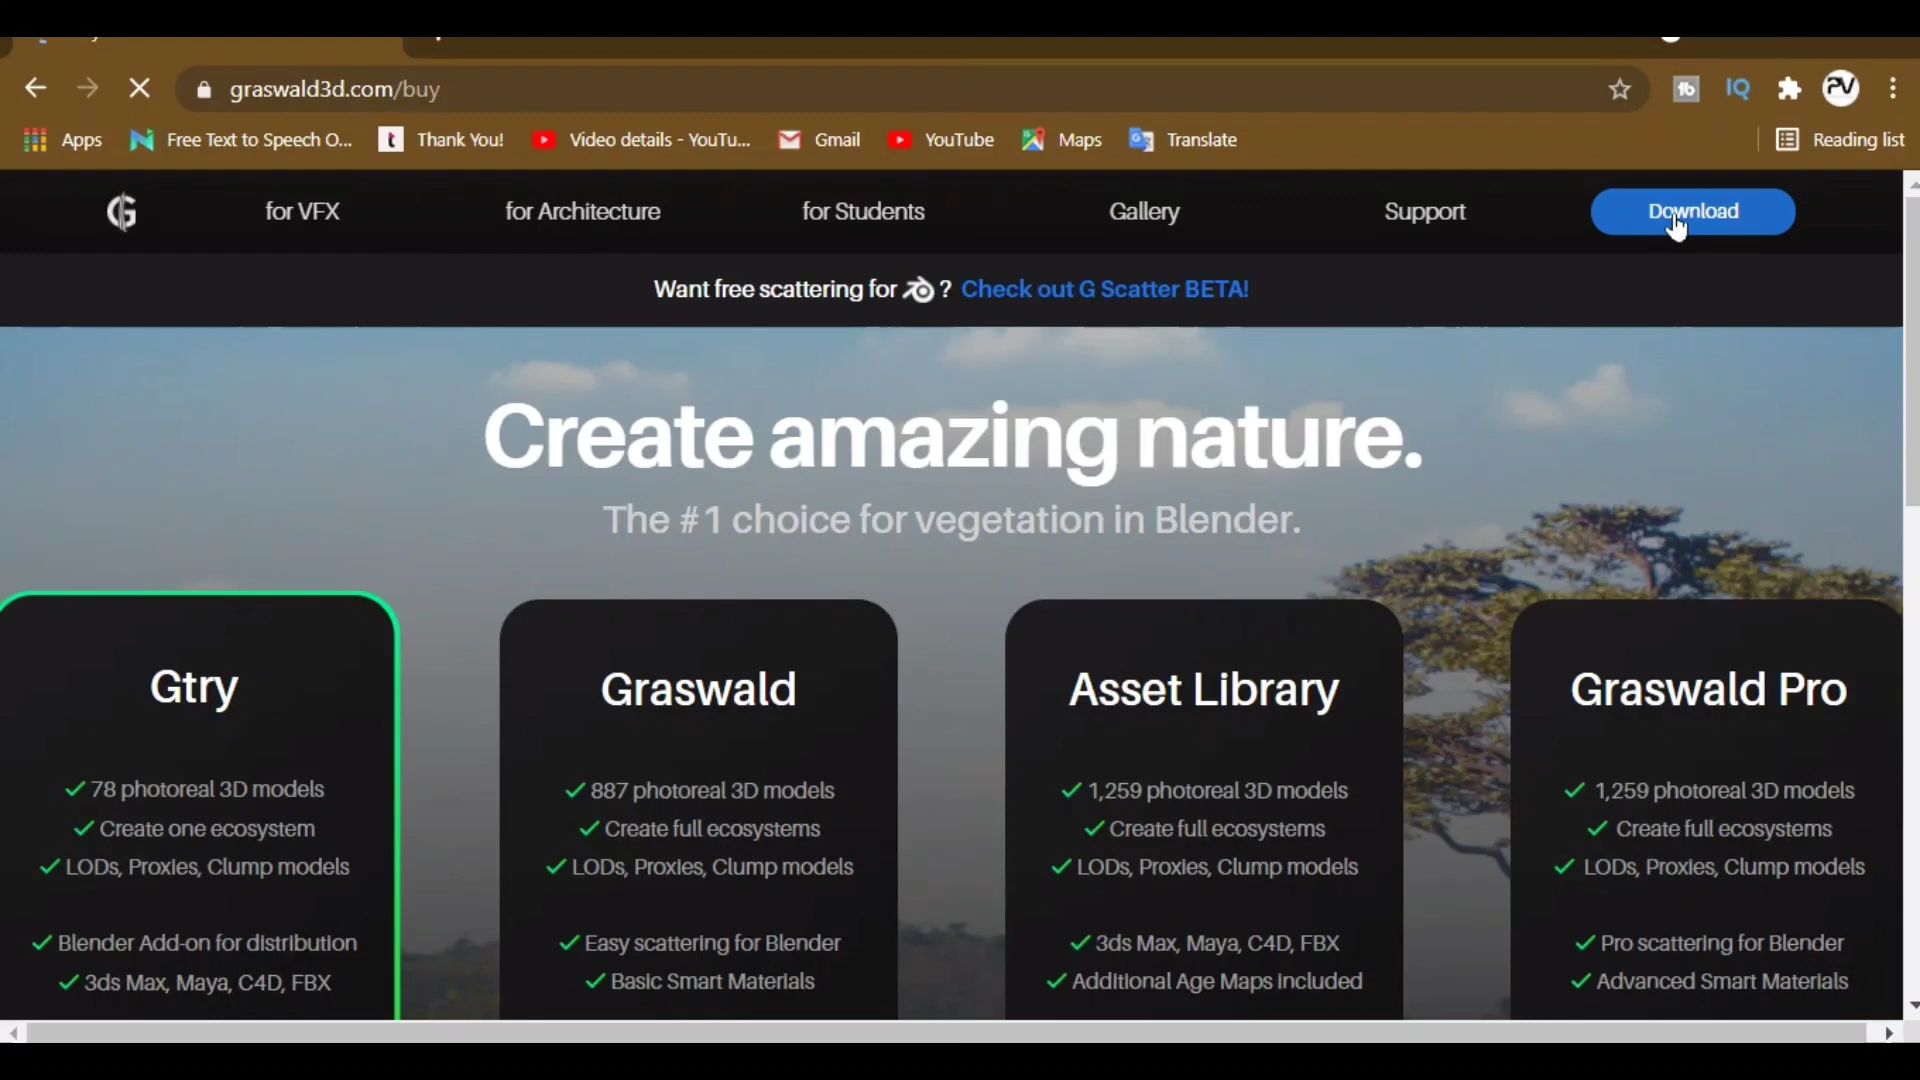 graswald3d.com/buy
Apps Free Text to Speech O... Thank You! Video details - YouTu... Gmail YouTube Maps Translate Reading list
for VFX for Architecture for Students Gallery Support Download
Want free scattering for ? Check out G Scatter BETA!
Create amazing nature.
The #1 choice for vegetation in Blender.
Gtry
78 photoreal 3D models
Create one ecosystem
LODs, Proxies, Clump models
Blender Add-on for distribution
3ds Max, Maya, C4D, FBX
Graswald
887 photoreal 3D models
Create full ecosystems
LODs, Proxies, Clump models
Easy scattering for Blender
Basic Smart Materials
Asset Library
1,259 photoreal 3D models
Create full ecosystems
LODs, Proxies, Clump models
3ds Max, Maya, C4D, FBX
Additional Age Maps included
Graswald Pro
1,259 photoreal 3D models
Create full ecosystems
LODs, Proxies, Clump models
Pro scattering for Blender
Advanced Smart Materials